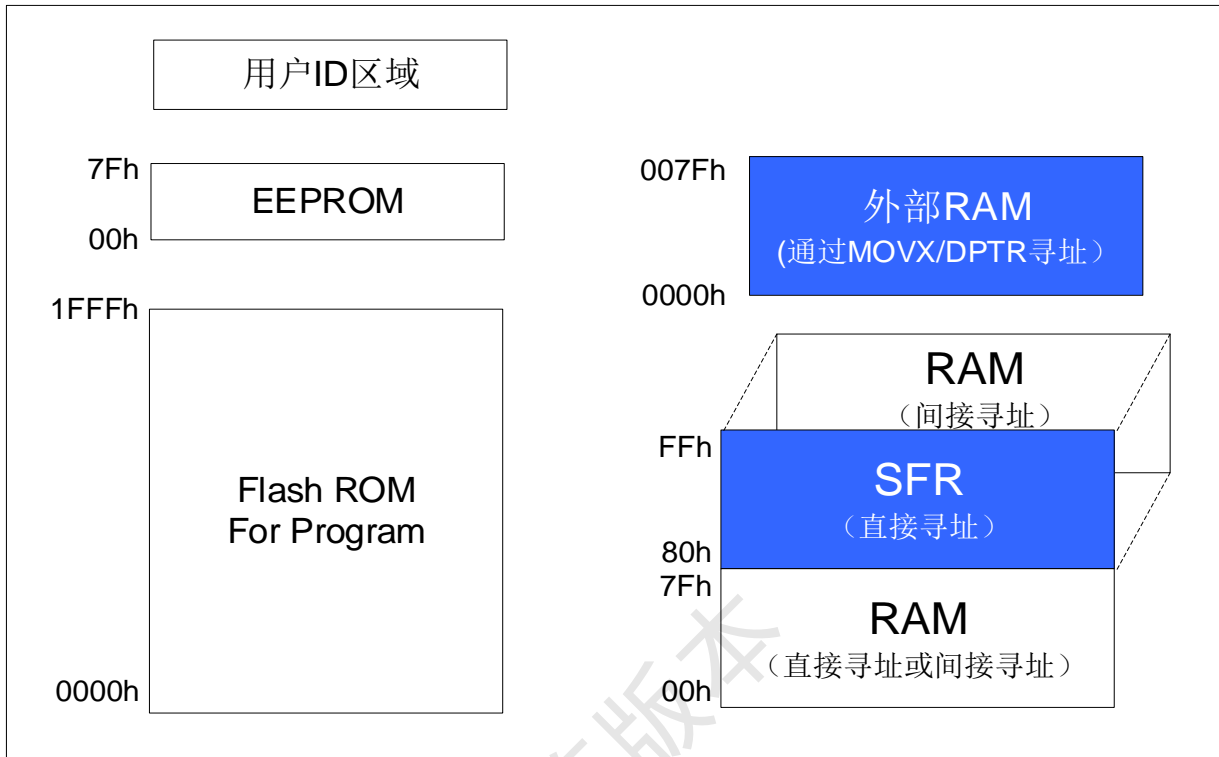 用户ID区域
7Fh
EEPROM
00h
1FFFh
Flash ROM
For Program
0000h
007Fh
外部RAM
(通过MOVX/DPTR寻址）
0000h
RAM
（间接寻址）
FFh
SFR
（直接寻址）
80h
7Fh
RAM
（直接寻址或间接寻址）
00h
版本